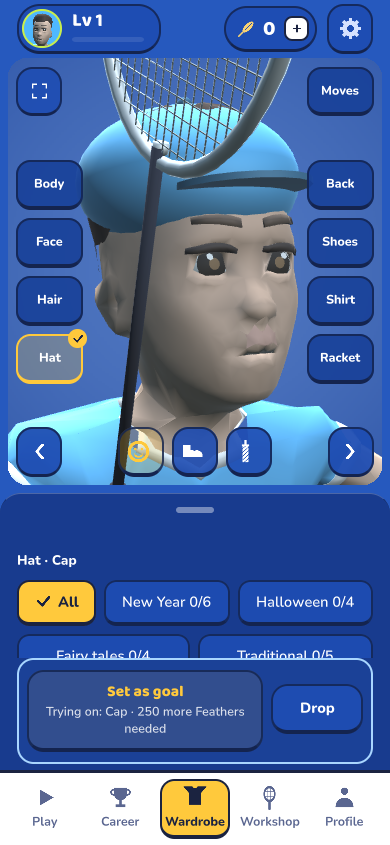 Lv 1
0
+
Moves
Body
Back
Face
Shoes
Hair
Shirt
Hat
Racket
Hat · Cap
All
New Year 0/6
Halloween 0/4
Fairy tales 0/4
Traditional 0/5
Set as goal
Trying on: Cap · 250 more Feathers
needed
Drop
Play
Career
Wardrobe
Workshop
Profile